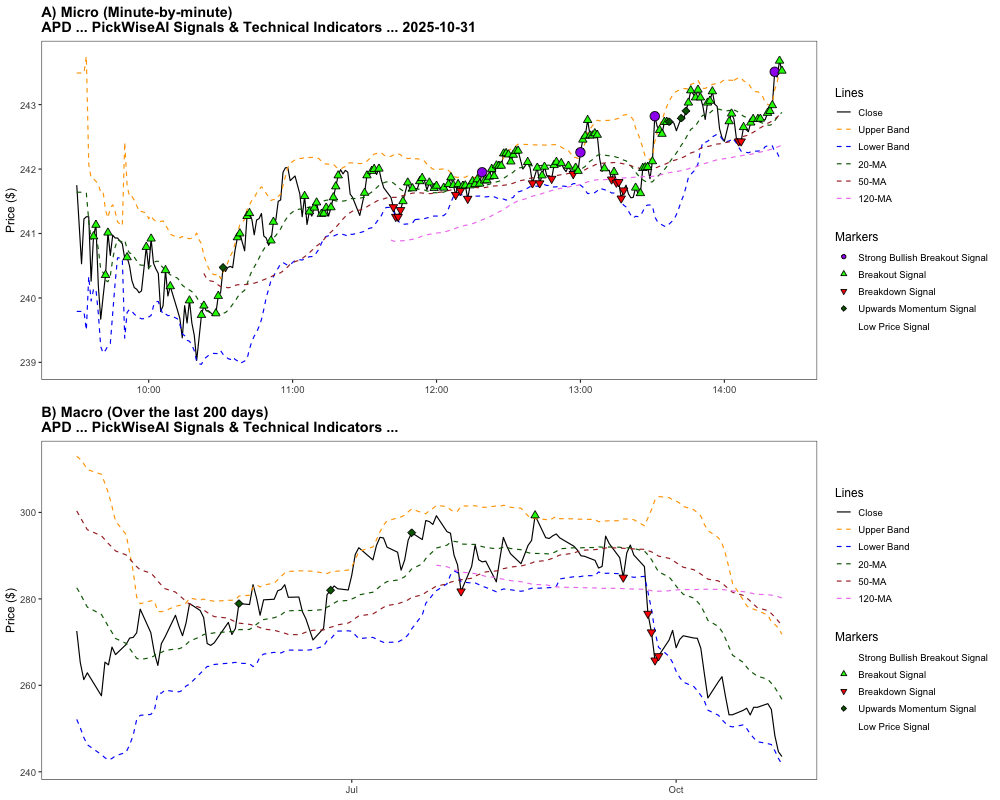 A) Micro (Minute-by-minute)
APD ... PickWiseAI Signals & Technical Indicators ... 2025-10-31
Price ($)
243
242
241
240
239
10:00
11:00
12:00
13:00
14:00
Lines
Close
Upper Band
Lower Band
20-MA
50-MA
120-MA
Markers
Strong Bullish Breakout Signal
Breakout Signal
Breakdown Signal
Upwards Momentum Signal
Low Price Signal
B) Macro (Over the last 200 days)
APD ... PickWiseAI Signals & Technical Indicators ...
Price ($)
300
280
260
240
Jul
Oct
Lines
Close
Upper Band
Lower Band
20-MA
50-MA
120-MA
Markers
Strong Bullish Breakout Signal
Breakout Signal
Breakdown Signal
Upwards Momentum Signal
Low Price Signal